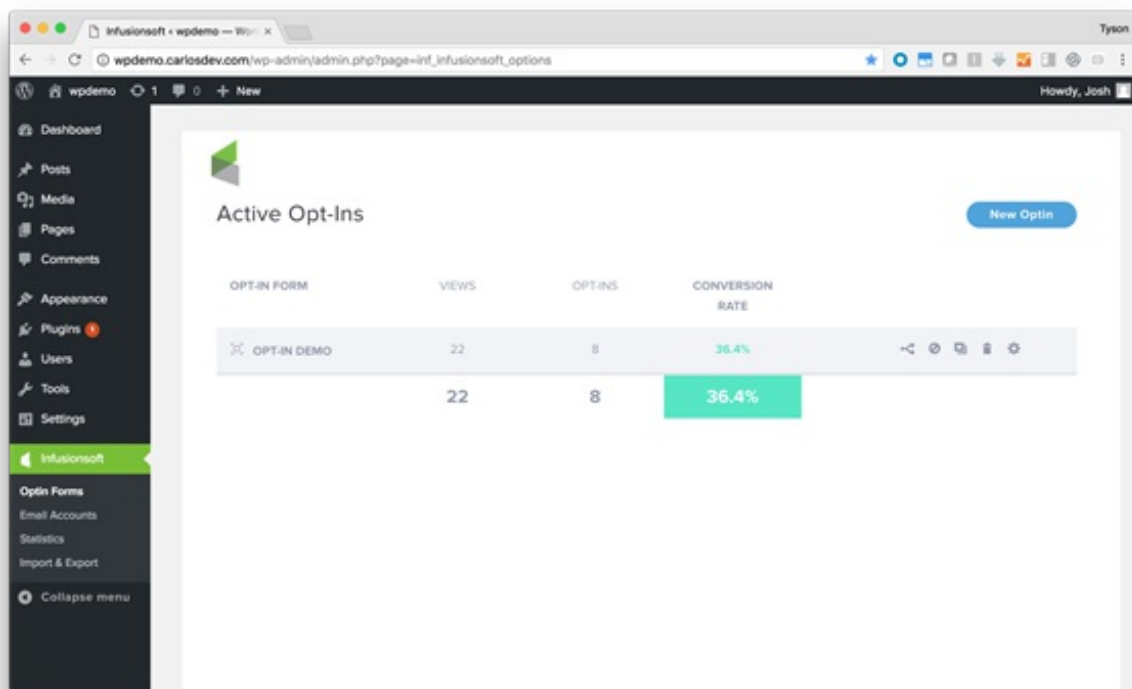 Infusionsoft ‹ wpdemo — Wor
Tyson
wpdemo.carlosdev.com/wp-admin/admin.php?page=inf_infusionsoft_options
wpdemo 1 0 + New
Howdy, Josh
Dashboard
Posts
Media
Pages
Comments
Appearance
Plugins 1
Users
Tools
Settings
Infusionsoft
Optin Forms
Email Accounts
Statistics
Import & Export
Collapse menu
Active Opt-Ins
New Optin
OPT-IN FORM VIEWS OPT-INS CONVERSION
RATE
OPT-IN DEMO 22 8 36.4%
22 8 36.4%